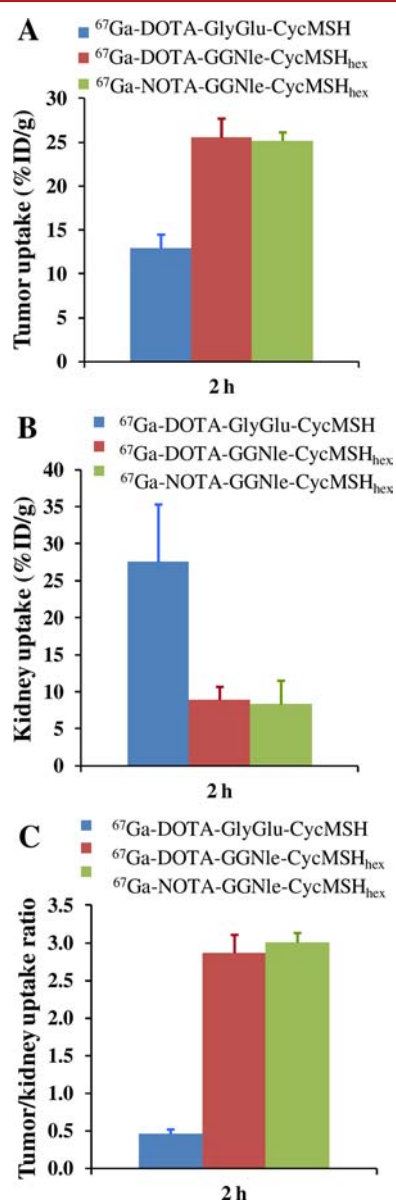 A
⁶⁷Ga-DOTA-GlyGlu-CycMSH
⁶⁷Ga-DOTA-GGNle-CycMSHhex
⁶⁷Ga-NOTA-GGNle-CycMSHhex
Tumor uptake (%ID/g)
30
25
20
15
10
5
0
2 h
B
⁶⁷Ga-DOTA-GlyGlu-CycMSH
⁶⁷Ga-DOTA-GGNle-CycMSHhex
⁶⁷Ga-NOTA-GGNle-CycMSHhex
Kidney uptake (%ID/g)
40
35
30
25
20
15
10
5
0
2 h
C
⁶⁷Ga-DOTA-GlyGlu-CycMSH
⁶⁷Ga-DOTA-GGNle-CycMSHhex
⁶⁷Ga-NOTA-GGNle-CycMSHhex
Tumor/kidney uptake ratio
3.5
3.0
2.5
2.0
1.5
1.0
0.5
0.0
2 h